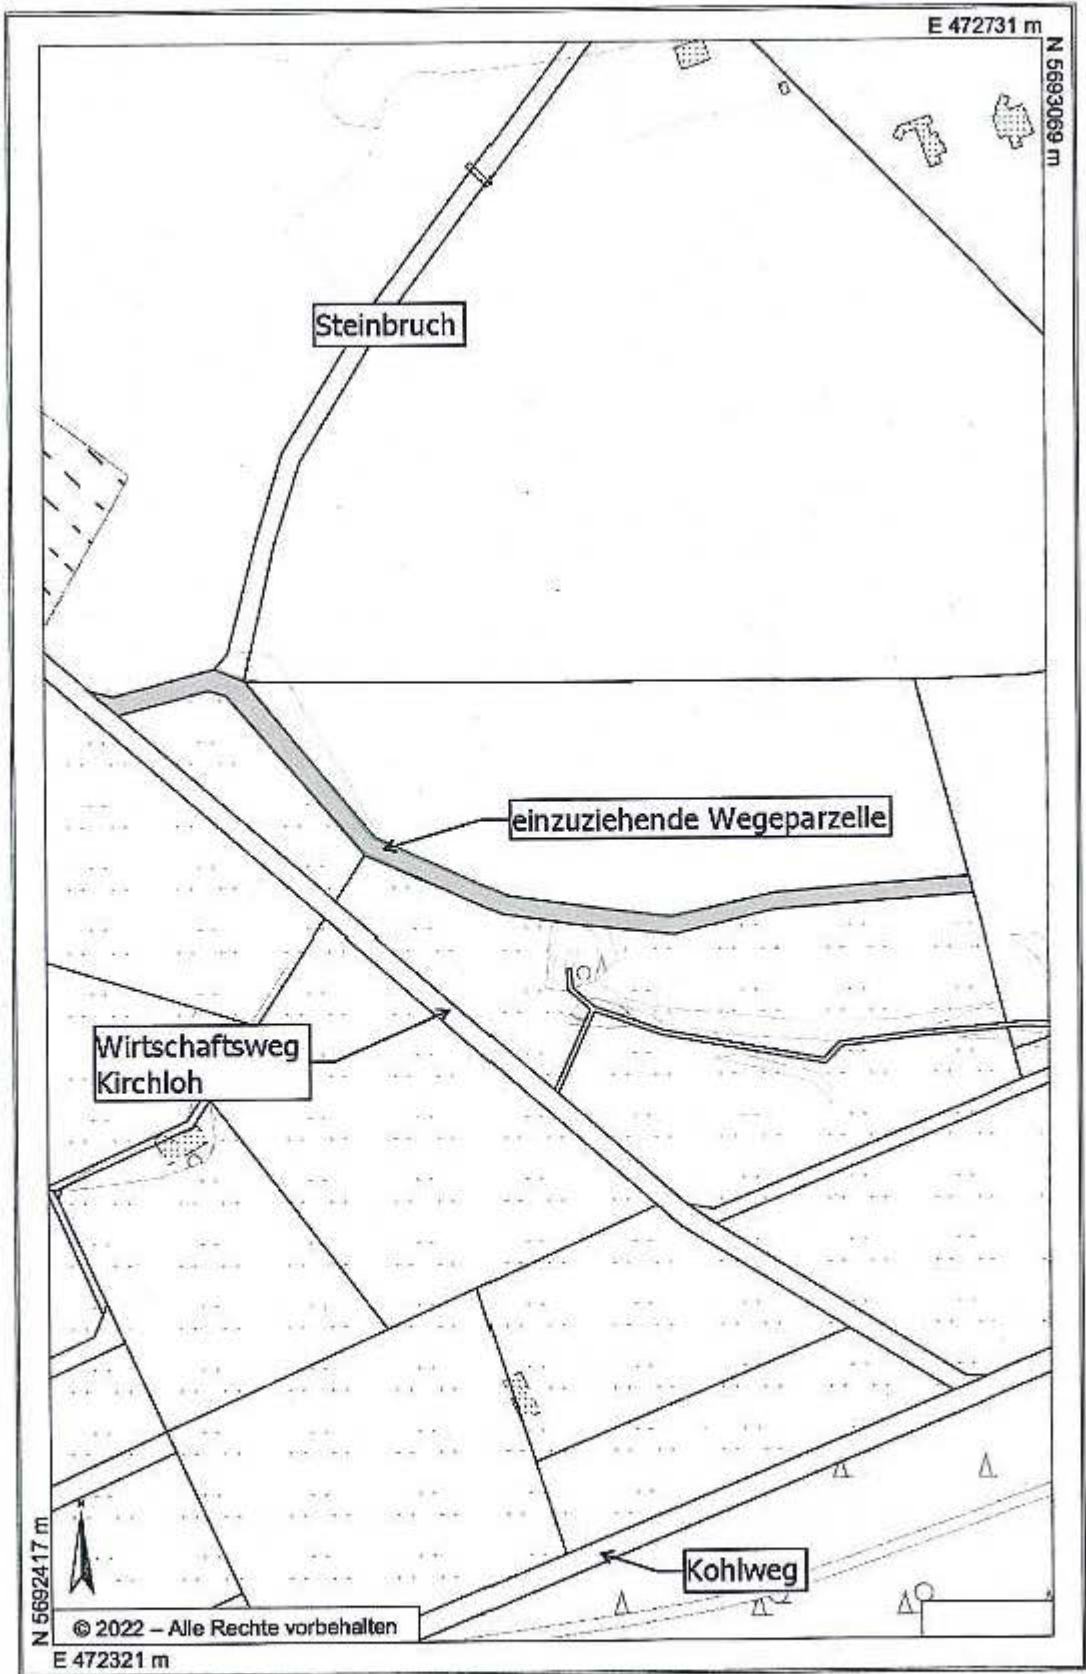 E 472731 m
N 5693069 m
Steinbruch
einzuziehende Wegeparzelle
Wirtschaftsweg
Kirchloh
Kohlweg
N 5692417 m
© 2022 – Alle Rechte vorbehalten
E 472321 m